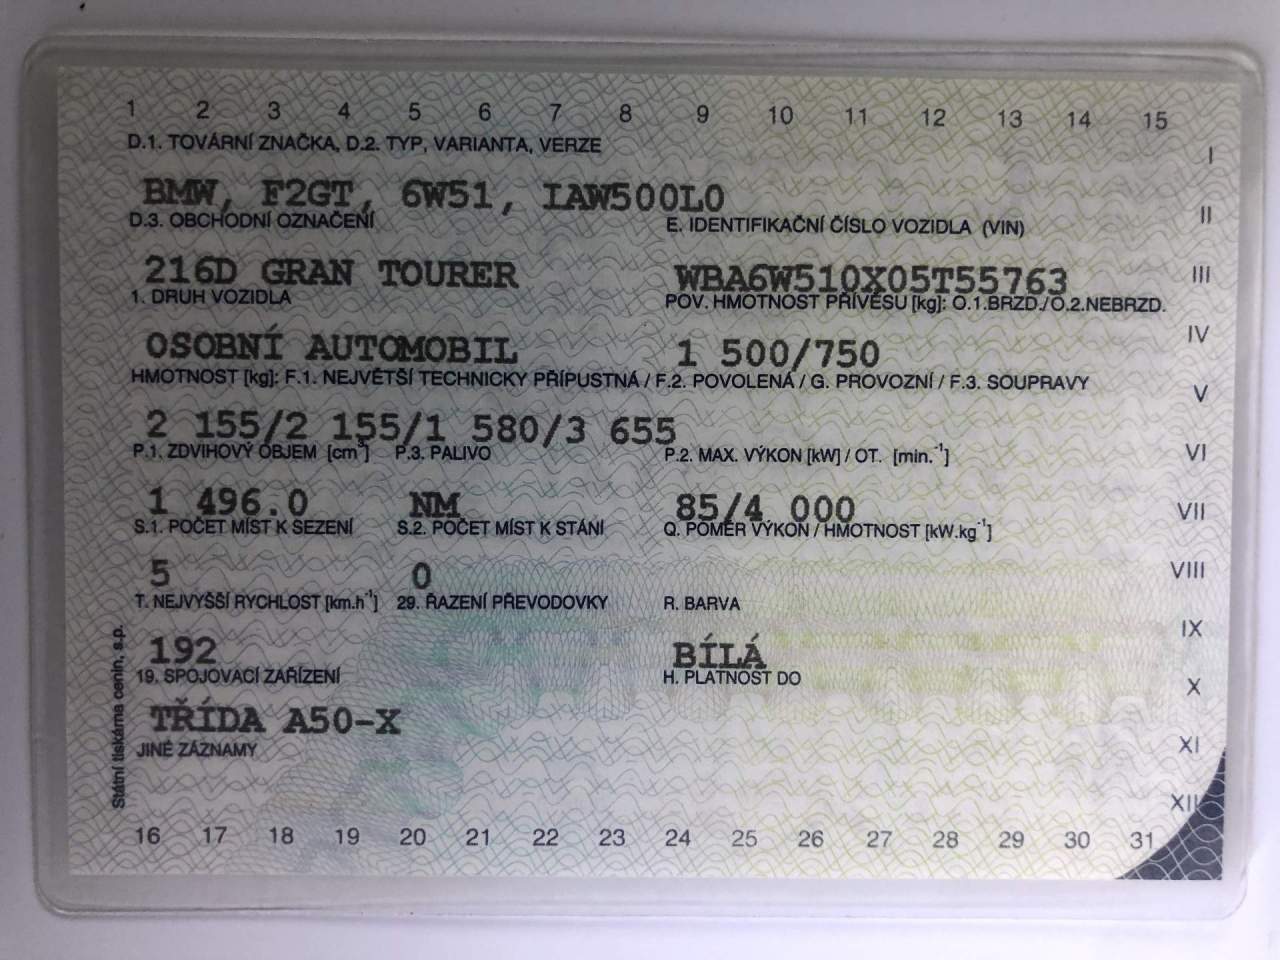 1 2 3 4 5 6 7 8 9 10 11 12 13 14 15
D.1. TOVÁRNÍ ZNAČKA, D.2. TYP, VARIANTA, VERZE
I
BMW, F2GT, 6W51, IAW500L0
II
D.3. OBCHODNÍ OZNAČENÍ E. IDENTIFIKAČNÍ ČÍSLO VOZIDLA (VIN)
216D GRAN TOURER WBA6W510X05T55763
III
1. DRUH VOZIDLA POV. HMOTNOST PŘÍVĚSU [kg]: O.1.BRZD./O.2.NEBRZD.
IV
OSOBNÍ AUTOMOBIL 1 500/750
HMOTNOST [kg]: F.1. NEJVĚTŠÍ TECHNICKY PŘÍPUSTNÁ / F.2. POVOLENÁ / G. PROVOZNÍ / F.3. SOUPRAVY
V
2 155/2 155/1 580/3 655
P.1. ZDVIHOVÝ OBJEM [cm³] P.3. PALIVO P.2. MAX. VÝKON [kW] / OT. [min.⁻¹]
VI
1 496.0 NM 85/4 000
VII
S.1. POČET MÍST K SEZENÍ S.2. POČET MÍST K STÁNÍ Q. POMĚR VÝKON / HMOTNOST [kW.kg⁻¹]
5 0
VIII
T. NEJVYŠŠÍ RYCHLOST [km.h⁻¹] 29. ŘAZENÍ PŘEVODOVKY R. BARVA
IX
192 BÍLÁ
19. SPOJOVACÍ ZAŘÍZENÍ H. PLATNOST DO
X
TŘÍDA A50-X
JINÉ ZÁZNAMY
XI
XII
16 17 18 19 20 21 22 23 24 25 26 27 28 29 30 31
Státní tiskárna cenin, s.p.